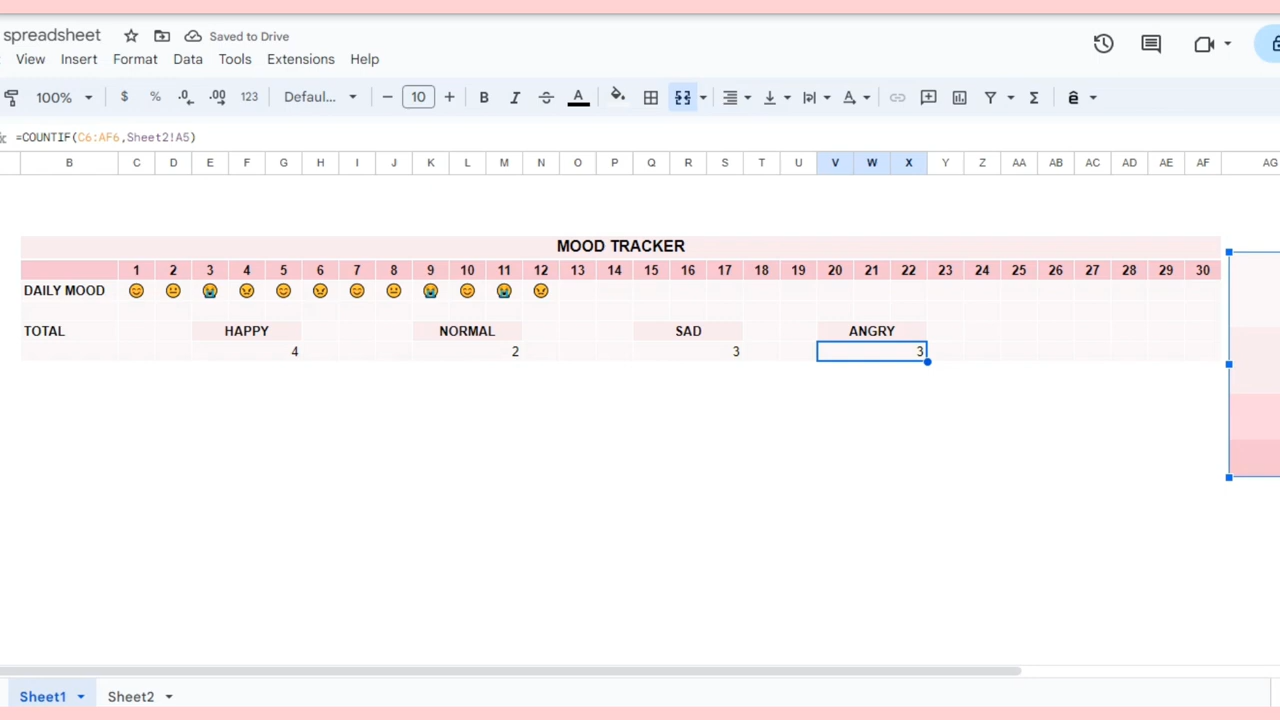 spreadsheet Saved to Drive
View Insert Format Data Tools Extensions Help
100% $ % .0 .00 123 Defaul... − 10 + B I A Σ ê
=COUNTIF(C6:AF6,Sheet2!A5)
B C D E F G H I J K L M N O P Q R S T U V W X Y Z AA AB AC AD AE AF AG
MOOD TRACKER
1 2 3 4 5 6 7 8 9 10 11 12 13 14 15 16 17 18 19 20 21 22 23 24 25 26 27 28 29 30
DAILY MOOD 😊 😐 😭 😠 😊 😠 😊 😐 😭 😊 😭 😠
TOTAL HAPPY NORMAL SAD ANGRY
4 2 3 3
Sheet1 Sheet2